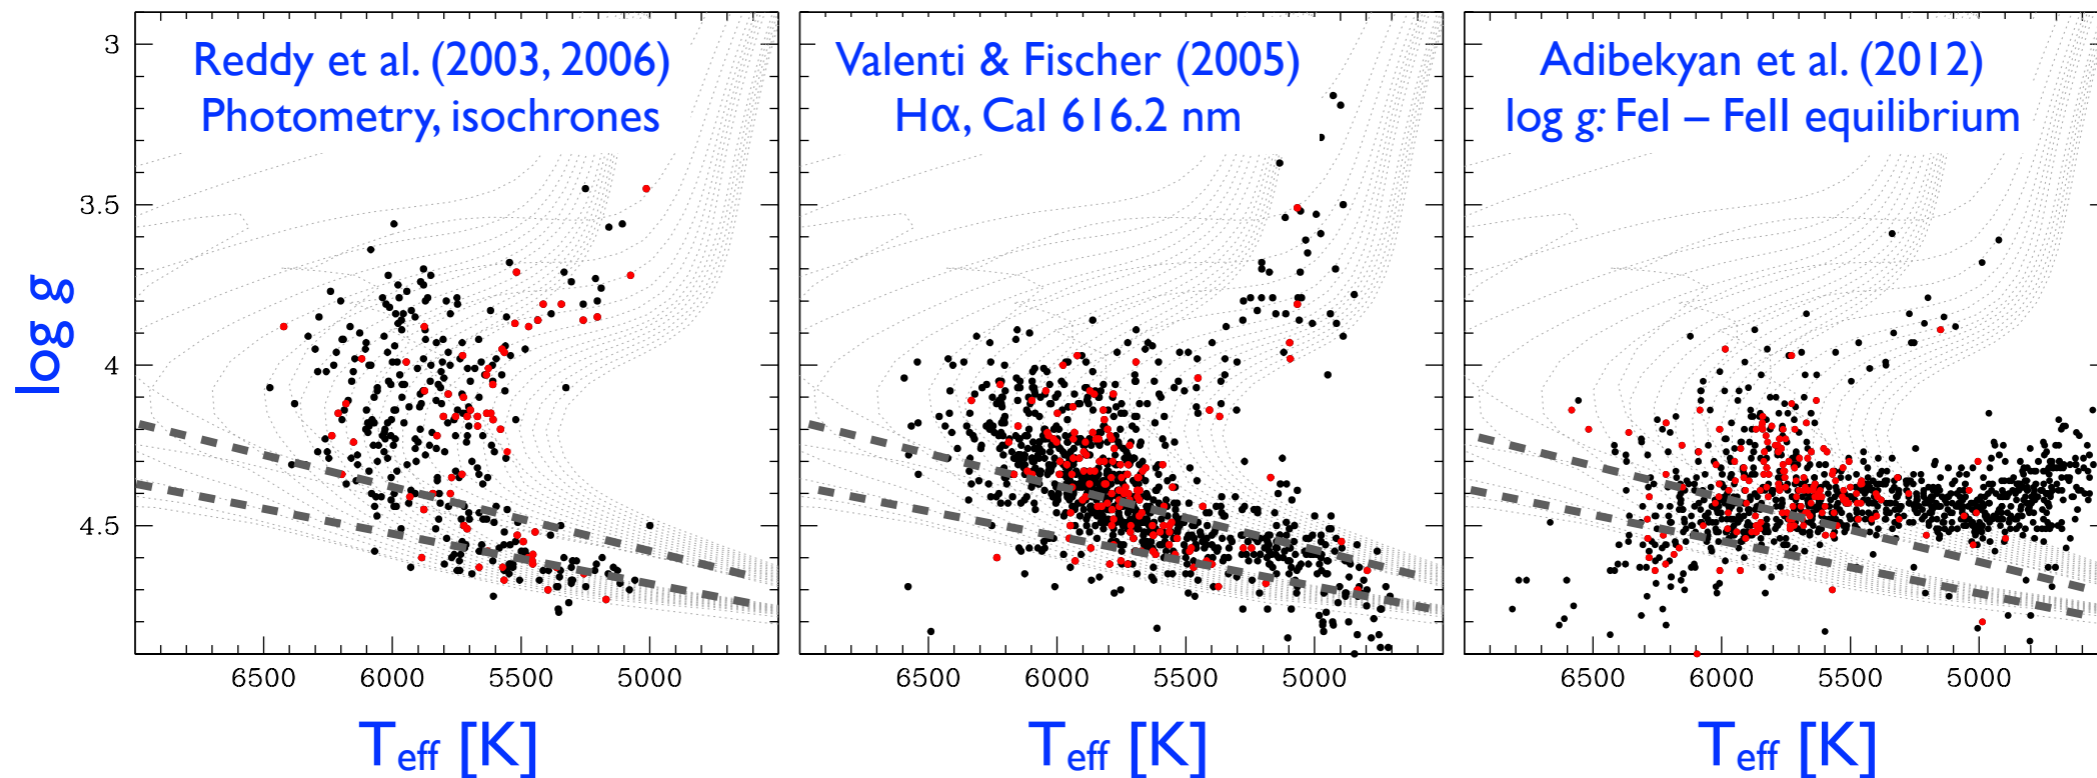 Reddy et al. (2003, 2006)
Photometry, isochrones
Valenti & Fischer (2005)
Hα, CaI 616.2 nm
Adibekyan et al. (2012)
log g: FeI – FeII equilibrium
log g
3
3.5
4
4.5
6500 6000 5500 5000
6500 6000 5500 5000
6500 6000 5500 5000
Teff [K]
Teff [K]
Teff [K]